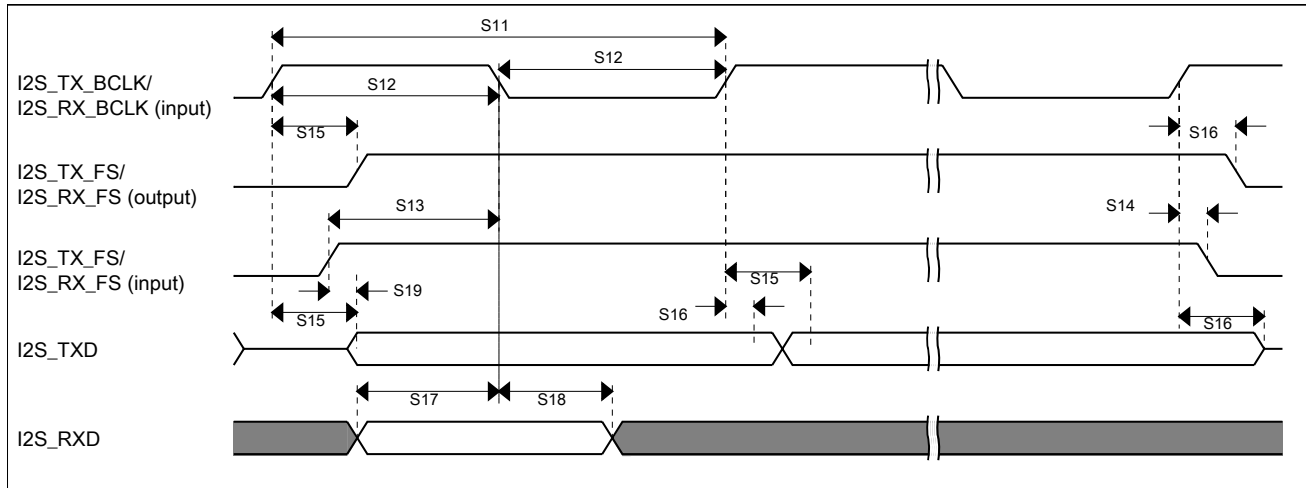 S11
I2S_TX_BCLK/
I2S_RX_BCLK (input)
S12
S12
S15
S16
I2S_TX_FS/
I2S_RX_FS (output)
S13
S14
I2S_TX_FS/
I2S_RX_FS (input)
S15
S19
S15
S16
S16
I2S_TXD
S17
S18
I2S_RXD